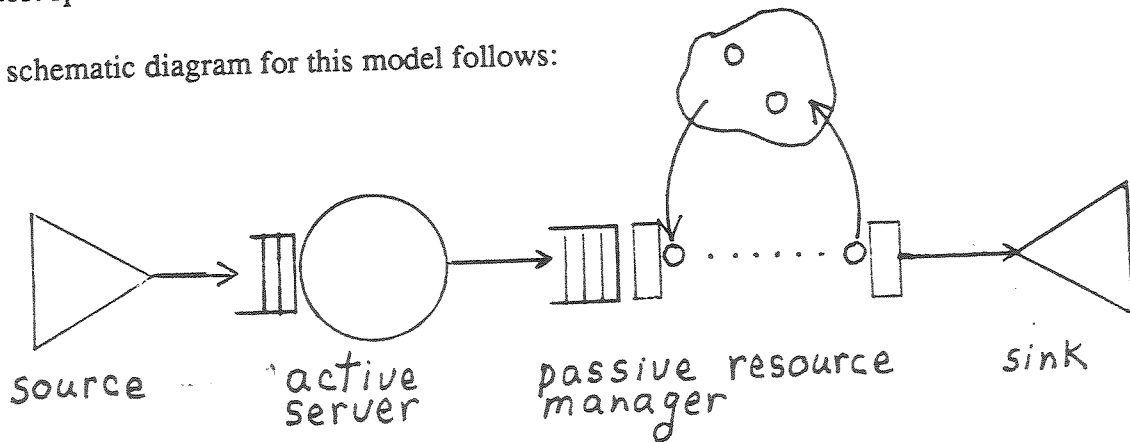 schematic diagram for this model follows:
source
active
server
passive resource
manager
sink